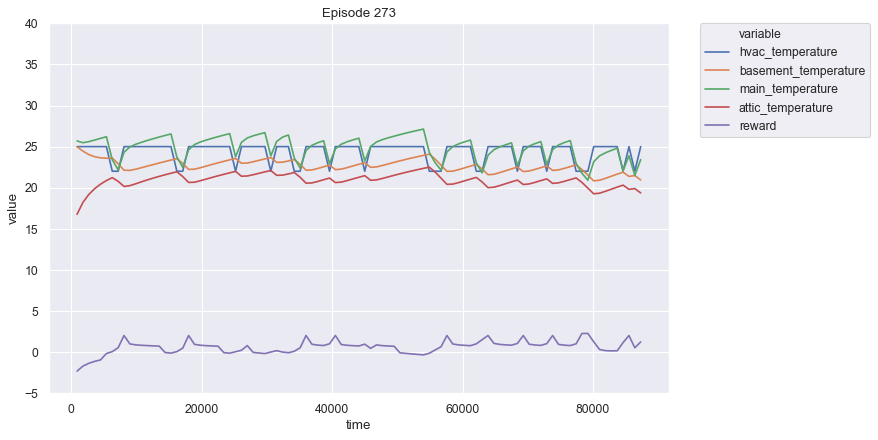 Episode 273
40
35
30
25
20
15
10
5
0
−5
value
0
20000
40000
60000
80000
time
variable
hvac_temperature
basement_temperature
main_temperature
attic_temperature
reward